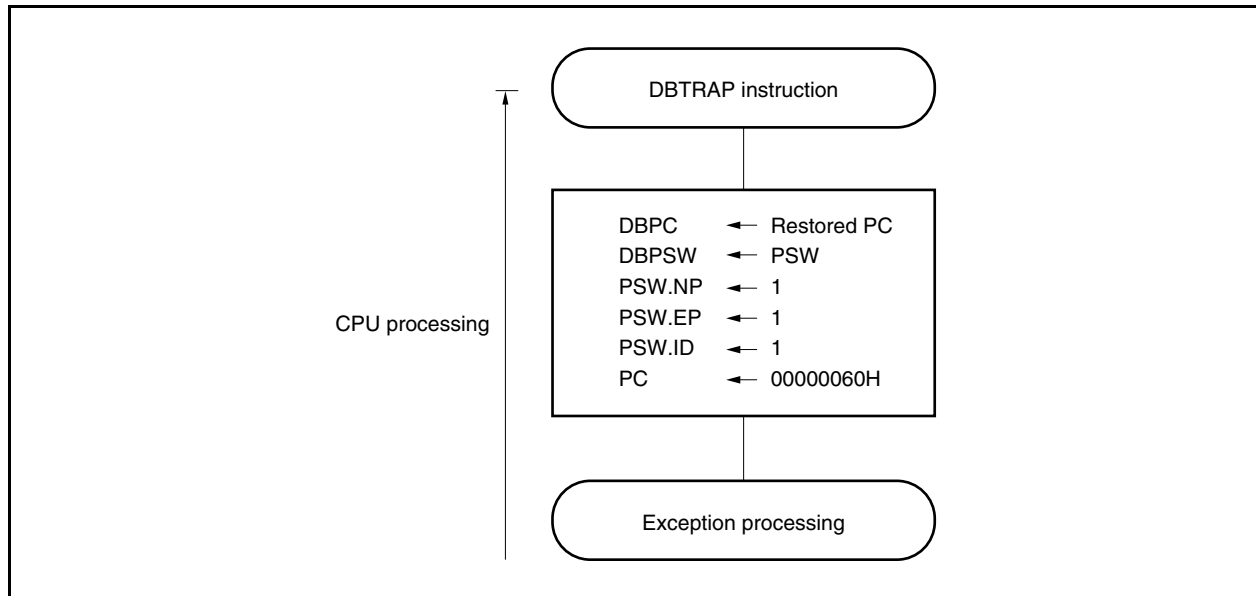 DBTRAP instruction
CPU processing
DBPC ← Restored PC
DBPSW ← PSW
PSW.NP ← 1
PSW.EP ← 1
PSW.ID ← 1
PC ← 00000060H
Exception processing